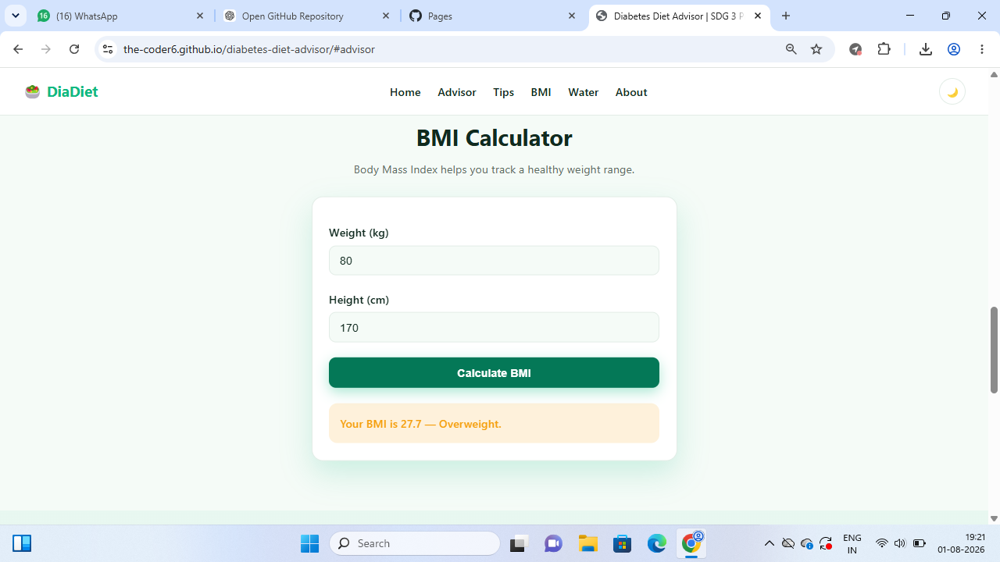 16
(16) WhatsApp
Open GitHub Repository
Pages
Diabetes Diet Advisor | SDG 3 P
the-coder6.github.io/diabetes-diet-advisor/#advisor
DiaDiet
Home
Advisor
Tips
BMI
Water
About
BMI Calculator
Body Mass Index helps you track a healthy weight range.
Weight (kg)
80
Height (cm)
170
Calculate BMI
Your BMI is 27.7 — Overweight.
Search
ENG
IN
19:21
01-08-2026